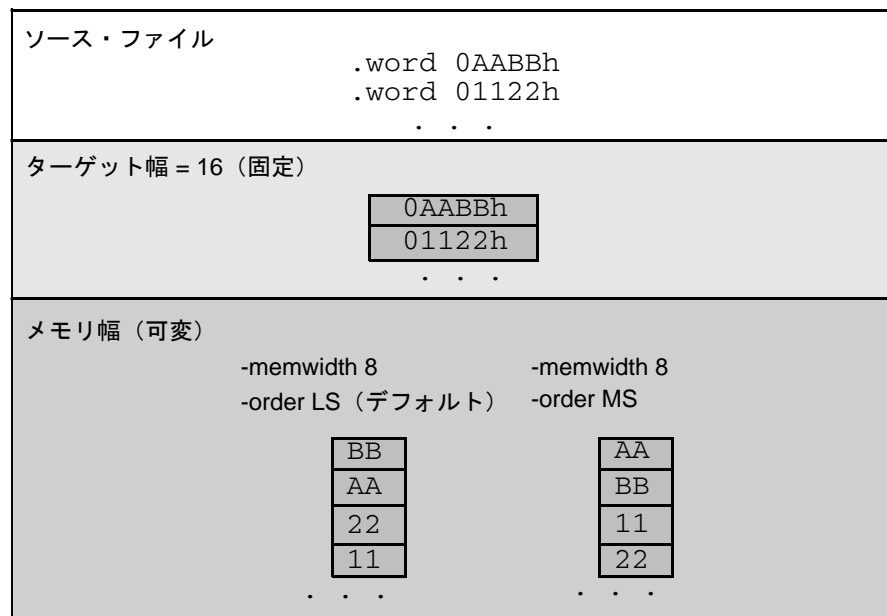 ソース・ファイル
.word 0AABBh
.word 01122h
. . .
ターゲット幅 = 16（固定）
0AABBh
01122h
. . .
メモリ幅（可変）
-memwidth 8 -memwidth 8
-order LS（デフォルト） -order MS
BB AA
AA BB
22 11
11 22
. . . . . .